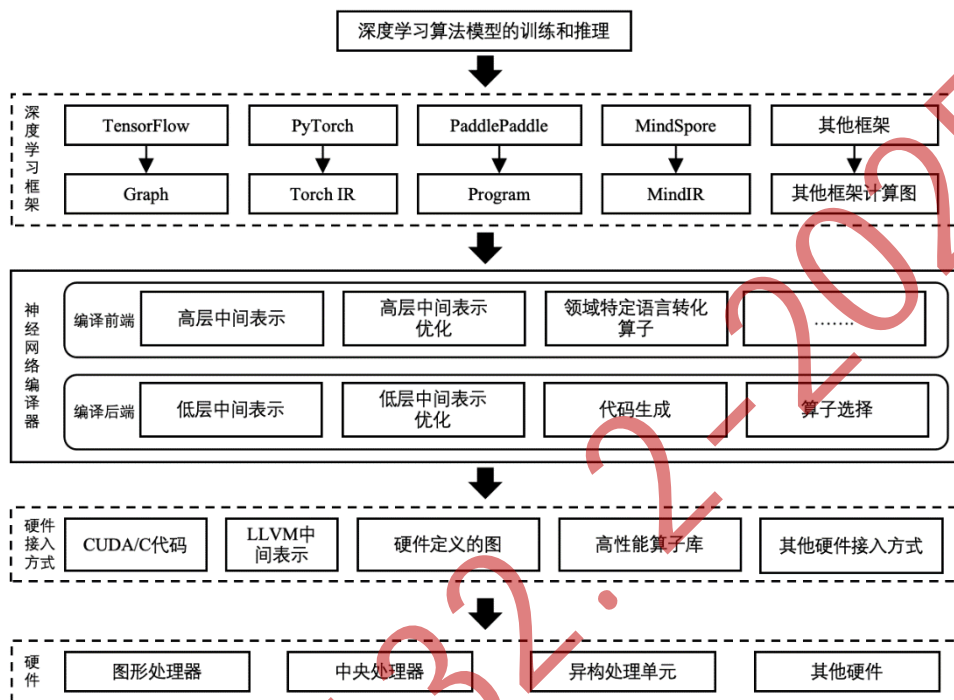 深度学习算法模型的训练和推理
深度学习框架
TensorFlow
PyTorch
PaddlePaddle
MindSpore
其他框架
Graph
Torch IR
Program
MindIR
其他框架计算图
神经网络编译器
编译前端
高层中间表示
高层中间表示
优化
领域特定语言转化
算子
.......
编译后端
低层中间表示
低层中间表示
优化
代码生成
算子选择
硬件
接入
方式
CUDA/C代码
LLVM中
间表示
硬件定义的图
高性能算子库
其他硬件接入方式
硬件
图形处理器
中央处理器
异构处理单元
其他硬件
32.2-202